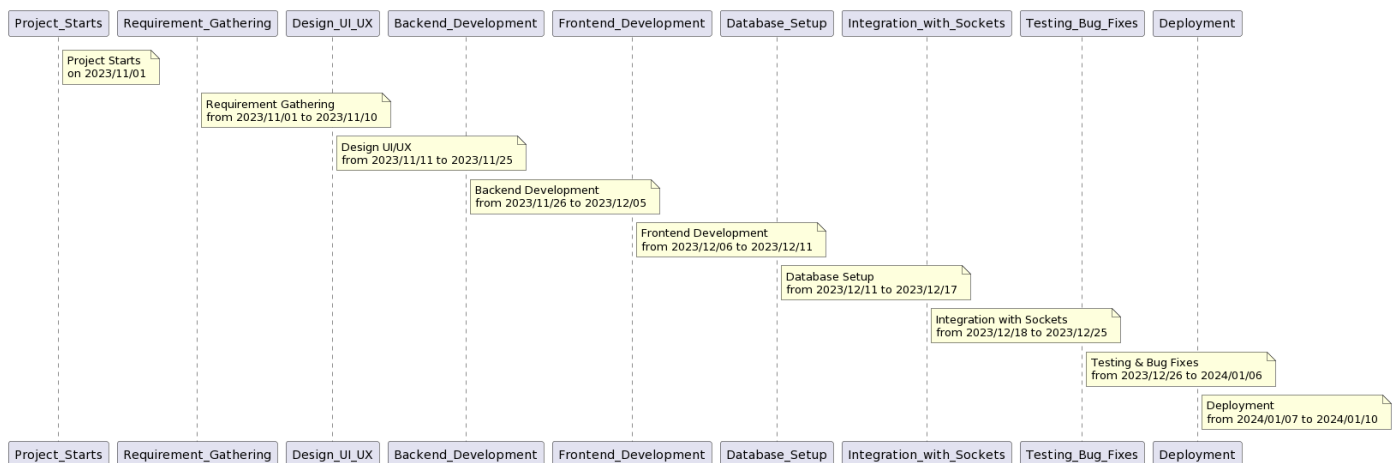 Project_Starts Requirement_Gathering Design_UI_UX Backend_Development Frontend_Development Database_Setup Integration_with_Sockets Testing_Bug_Fixes Deployment
Project Starts
on 2023/11/01
Requirement Gathering
from 2023/11/01 to 2023/11/10
Design UI/UX
from 2023/11/11 to 2023/11/25
Backend Development
from 2023/11/26 to 2023/12/05
Frontend Development
from 2023/12/06 to 2023/12/11
Database Setup
from 2023/12/11 to 2023/12/17
Integration with Sockets
from 2023/12/18 to 2023/12/25
Testing & Bug Fixes
from 2023/12/26 to 2024/01/06
Deployment
from 2024/01/07 to 2024/01/10
Project_Starts Requirement_Gathering Design_UI_UX Backend_Development Frontend_Development Database_Setup Integration_with_Sockets Testing_Bug_Fixes Deployment